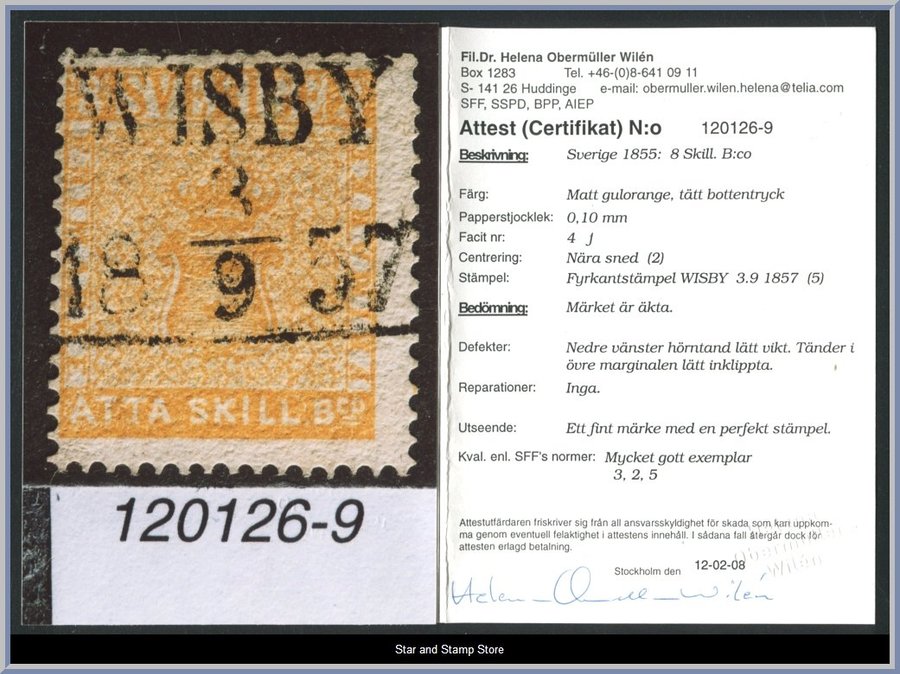 SVERIGE
WISBY
3
18 9 57
ÅTTA SKILL. BCO
120126-9
Fil.Dr. Helena Obermüller Wilén
Box 1283 Tel. +46-(0)8-641 09 11
S- 141 26 Huddinge e-mail: obermuller.wilen.helena@telia.com
SFF, SSPD, BPP, AIEP
Attest (Certifikat) N:o 120126-9
Beskrivning: Sverige 1855: 8 Skill. B:co
Färg: Matt gulorange, tätt bottentryck
Papperstjocklek: 0,10 mm
Facit nr: 4 J
Centrering: Nära sned (2)
Stämpel: Fyrkantstämpel WISBY 3.9 1857 (5)
Bedömning: Märket är äkta.
Defekter: Nedre vänster hörntand lätt vikt. Tänder i
övre marginalen lätt inklippta.
Reparationer: Inga.
Utseende: Ett fint märke med en perfekt stämpel.
Kval. enl. SFF's normer: Mycket gott exemplar
3, 2, 5
Attestutfärdaren friskriver sig från all ansvarsskyldighet för skada som kan uppkom-
ma genom eventuell felaktighet i attestens innehåll. I sådana fall återgår dock för
attesten erlagd betalning.
Stockholm den 12-02-08
Helena Obermüller Wilén
Star and Stamp Store